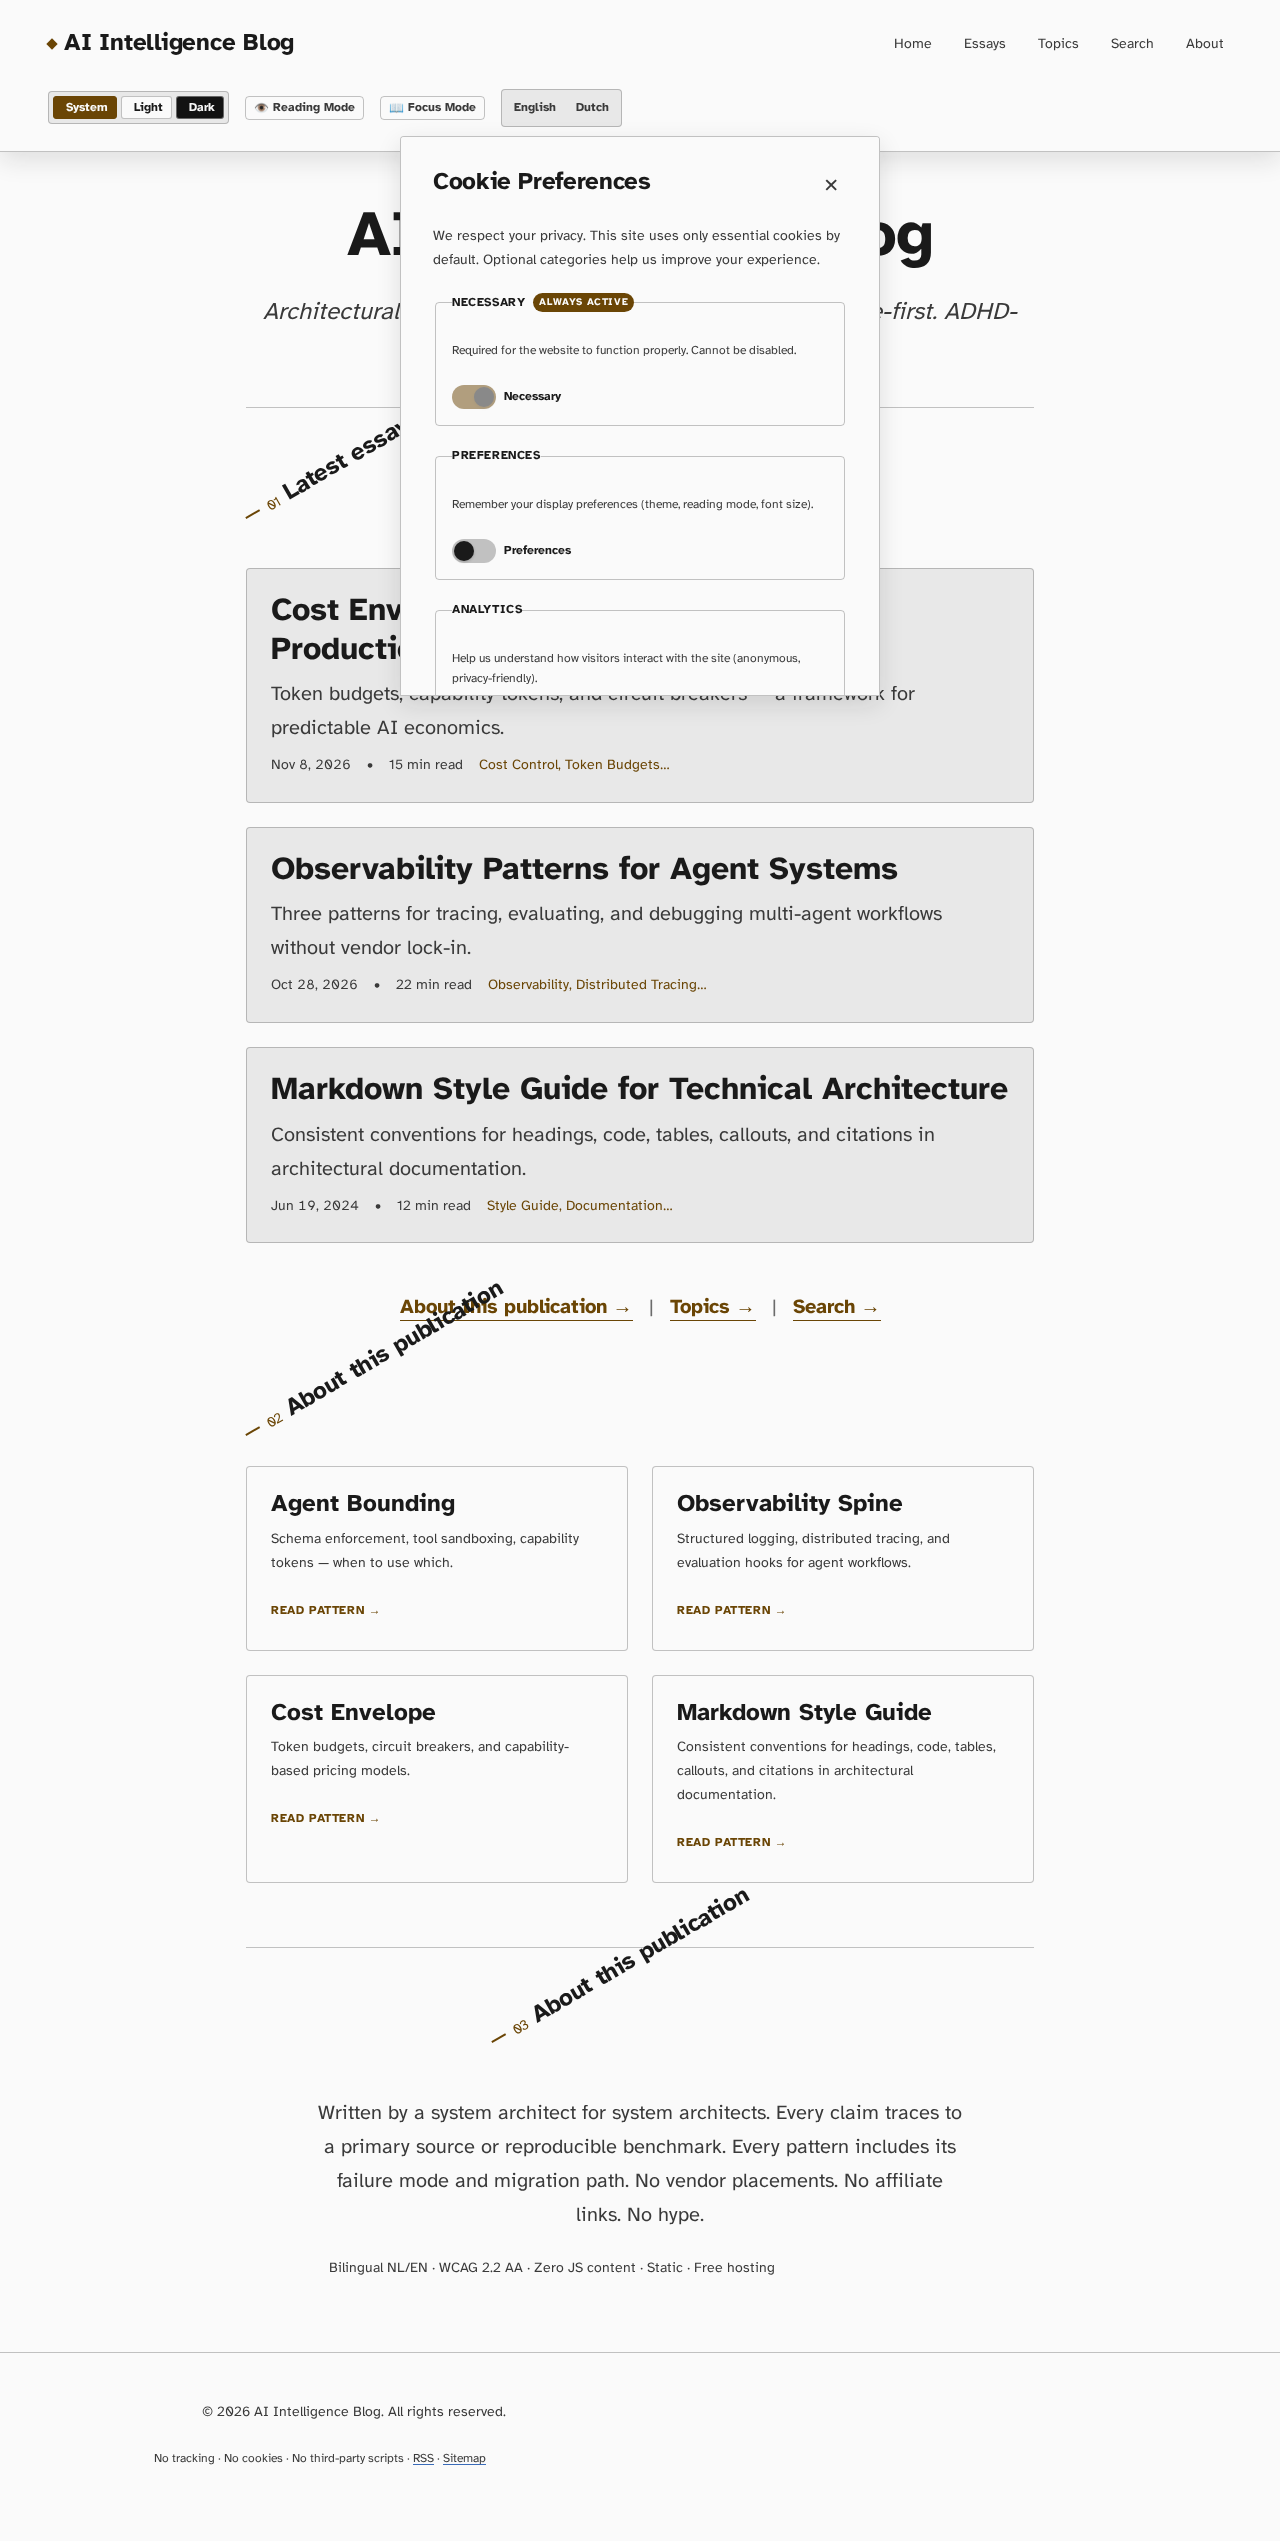 AI Intelligence Blog
Home Essays Topics Search About
System Light Dark Reading Mode Focus Mode English Dutch
Cookie Preferences
✕
We respect your privacy. This site uses only essential cookies by
default. Optional categories help us improve your experience.
NECESSARY ALWAYS ACTIVE
Required for the website to function properly. Cannot be disabled.
Necessary
PREFERENCES
Remember your display preferences (theme, reading mode, font size).
Preferences
ANALYTICS
Help us understand how visitors interact with the site (anonymous,
privacy-friendly).
AI og
Architectural e-first. ADHD-
— 01 Latest essay
Cost Env
Producti
Token budgets, capability tokens, and circuit breakers — a framework for
predictable AI economics.
Nov 8, 2026 • 15 min read Cost Control, Token Budgets...
Observability Patterns for Agent Systems
Three patterns for tracing, evaluating, and debugging multi-agent workflows
without vendor lock-in.
Oct 28, 2026 • 22 min read Observability, Distributed Tracing...
Markdown Style Guide for Technical Architecture
Consistent conventions for headings, code, tables, callouts, and citations in
architectural documentation.
Jun 19, 2024 • 12 min read Style Guide, Documentation...
About this publication → | Topics → | Search →
— 02 About this publication
Agent Bounding
Schema enforcement, tool sandboxing, capability
tokens — when to use which.
READ PATTERN →
Observability Spine
Structured logging, distributed tracing, and
evaluation hooks for agent workflows.
READ PATTERN →
Cost Envelope
Token budgets, circuit breakers, and capability-
based pricing models.
READ PATTERN →
Markdown Style Guide
Consistent conventions for headings, code, tables,
callouts, and citations in architectural
documentation.
READ PATTERN →
— 03 About this publication
Written by a system architect for system architects. Every claim traces to
a primary source or reproducible benchmark. Every pattern includes its
failure mode and migration path. No vendor placements. No affiliate
links. No hype.
Bilingual NL/EN · WCAG 2.2 AA · Zero JS content · Static · Free hosting
© 2026 AI Intelligence Blog. All rights reserved.
No tracking · No cookies · No third-party scripts · RSS · Sitemap